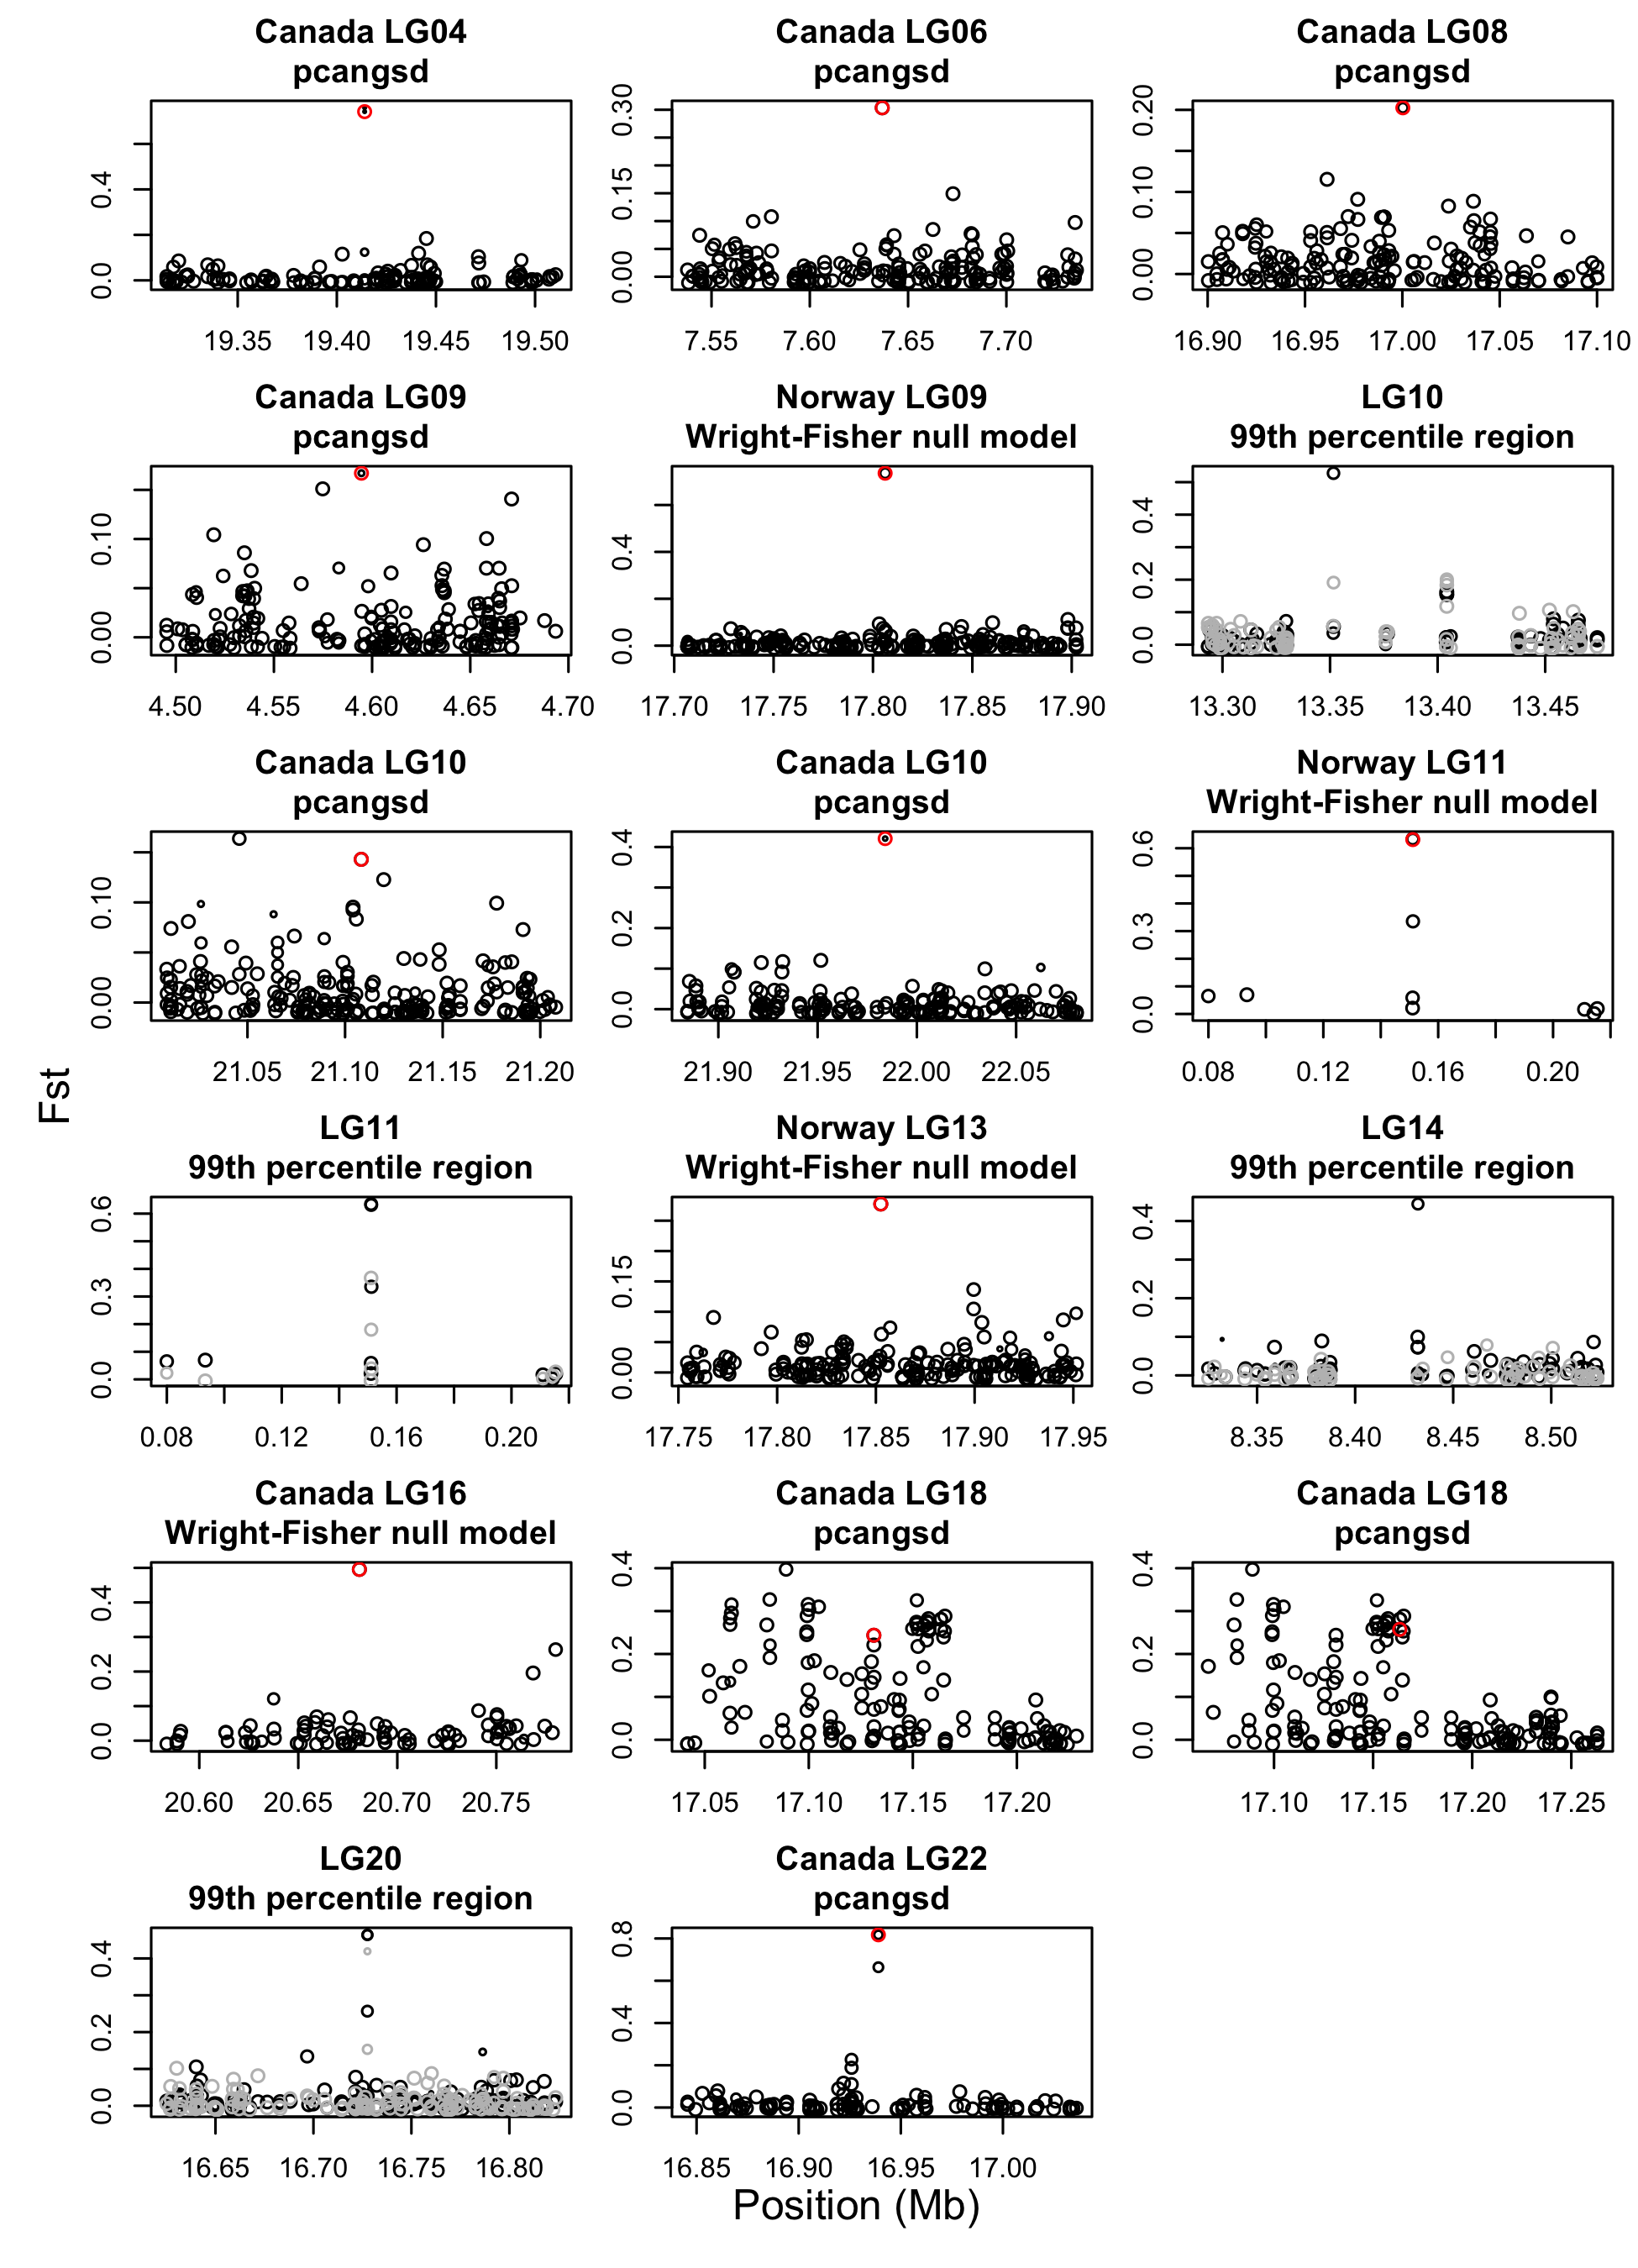 Canada LG04
pcangsd
Canada LG06
pcangsd
Canada LG08
pcangsd
0.0 0.4
19.35 19.40 19.45 19.50
0.00 0.15 0.30
7.55 7.60 7.65 7.70
0.00 0.10 0.20
16.90 16.95 17.00 17.05 17.10
Canada LG09
pcangsd
Norway LG09
Wright-Fisher null model
LG10
99th percentile region
0.00 0.10
4.50 4.55 4.60 4.65 4.70
0.0 0.4
17.70 17.75 17.80 17.85 17.90
0.0 0.2 0.4
13.30 13.35 13.40 13.45
Canada LG10
pcangsd
Canada LG10
pcangsd
Norway LG11
Wright-Fisher null model
0.00 0.10
21.05 21.10 21.15 21.20
0.0 0.2 0.4
21.90 21.95 22.00 22.05
0.0 0.3 0.6
0.08 0.12 0.16 0.20
Fst
LG11
99th percentile region
Norway LG13
Wright-Fisher null model
LG14
99th percentile region
0.0 0.3 0.6
0.08 0.12 0.16 0.20
0.00 0.15
17.75 17.80 17.85 17.90 17.95
0.0 0.2 0.4
8.35 8.40 8.45 8.50
Canada LG16
Wright-Fisher null model
Canada LG18
pcangsd
Canada LG18
pcangsd
0.0 0.2 0.4
20.60 20.65 20.70 20.75
0.0 0.2 0.4
17.05 17.10 17.15 17.20
0.0 0.2 0.4
17.10 17.15 17.20 17.25
LG20
99th percentile region
Canada LG22
pcangsd
0.0 0.2 0.4
16.65 16.70 16.75 16.80
0.0 0.4 0.8
16.85 16.90 16.95 17.00
Position (Mb)